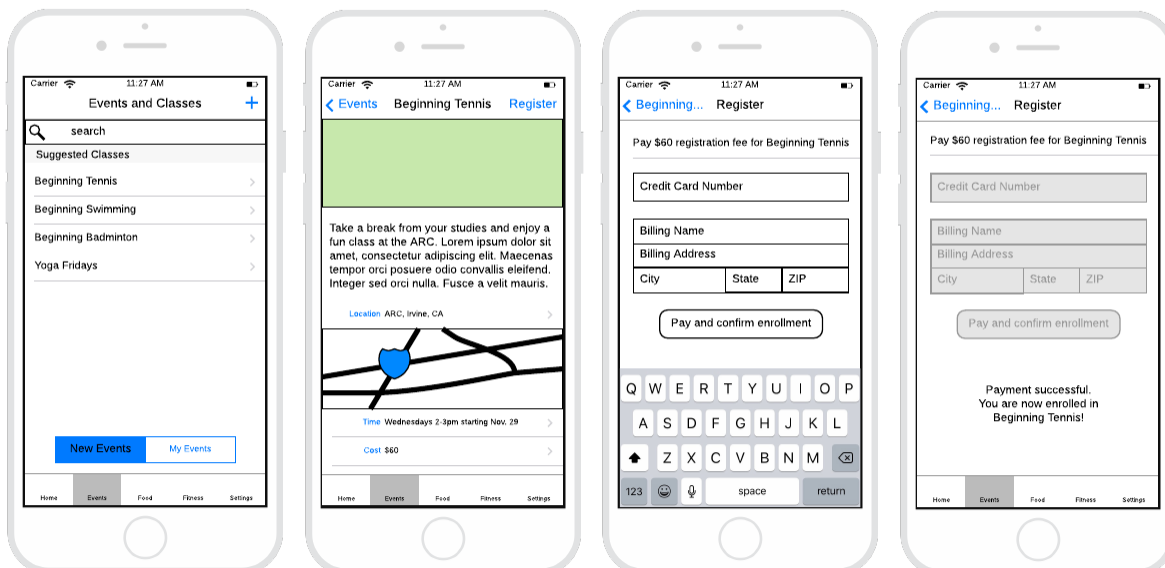 Carrier 11:27 AM
Events and Classes +
search
Suggested Classes
Beginning Tennis
Beginning Swimming
Beginning Badminton
Yoga Fridays
New Events My Events
Home Events Food Fitness Settings
Carrier 11:27 AM
Events Beginning Tennis Register
Take a break from your studies and enjoy a
fun class at the ARC. Lorem ipsum dolor sit
amet, consectetur adipiscing elit. Maecenas
tempor orci posuere odio convallis eleifend.
Integer sed orci nulla. Fusce a velit mauris.
Location ARC, Irvine, CA
Time Wednesdays 2-3pm starting Nov. 29
Cost $60
Home Events Food Fitness Settings
Carrier 11:27 AM
Beginning... Register
Pay $60 registration fee for Beginning Tennis
Credit Card Number
Billing Name
Billing Address
City State ZIP
Pay and confirm enrollment
Q W E R T Y U I O P
A S D F G H J K L
Z X C V B N M
123 space return
Carrier 11:27 AM
Beginning... Register
Pay $60 registration fee for Beginning Tennis
Credit Card Number
Billing Name
Billing Address
City State ZIP
Pay and confirm enrollment
Payment successful.
You are now enrolled in
Beginning Tennis!
Home Events Food Fitness Settings